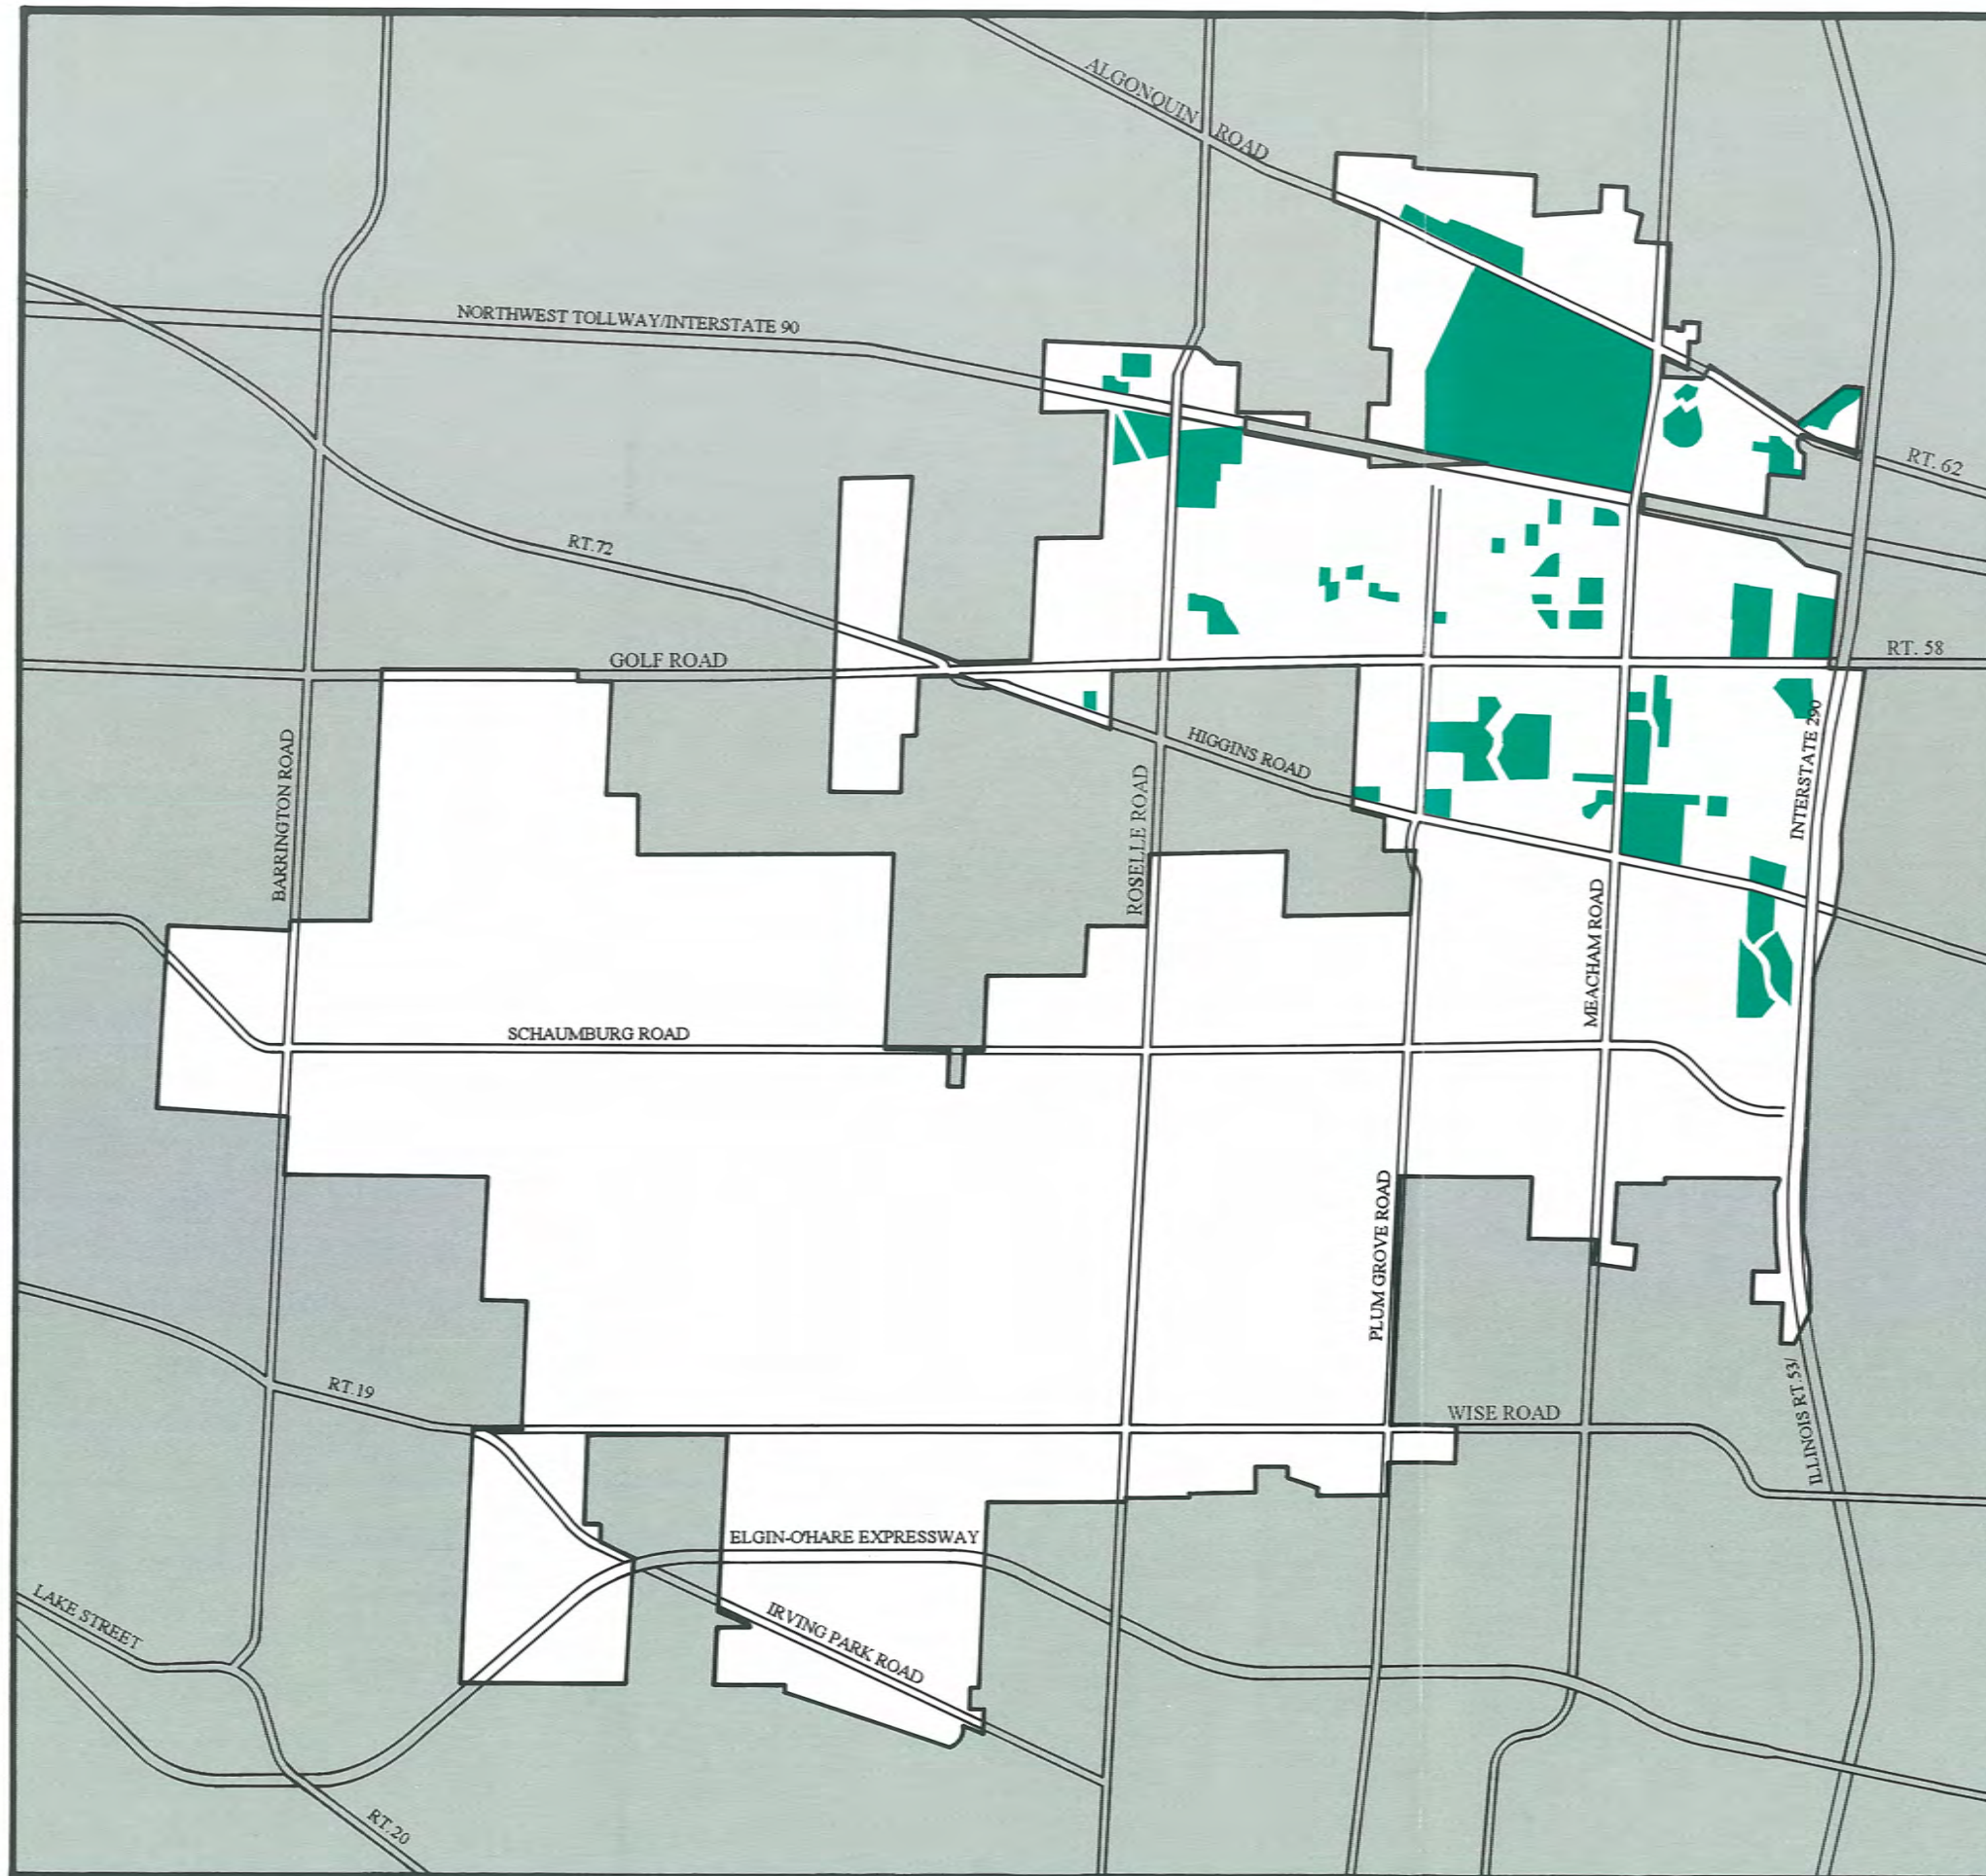 ALGONQUIN ROAD
NORTHWEST TOLLWAY/INTERSTATE 90
RT. 62
RT.72
RT. 58
GOLF ROAD
BARRINGTON ROAD
HIGGINS ROAD
INTERSTATE 290
ROSELLE ROAD
MEACHAM ROAD
SCHAUMBURG ROAD
PLUM GROVE ROAD
RT.19
ILLINOIS RT.53/
WISE ROAD
ELGIN-O'HARE EXPRESSWAY
LAKE STREET
IRVING PARK ROAD
RT.20